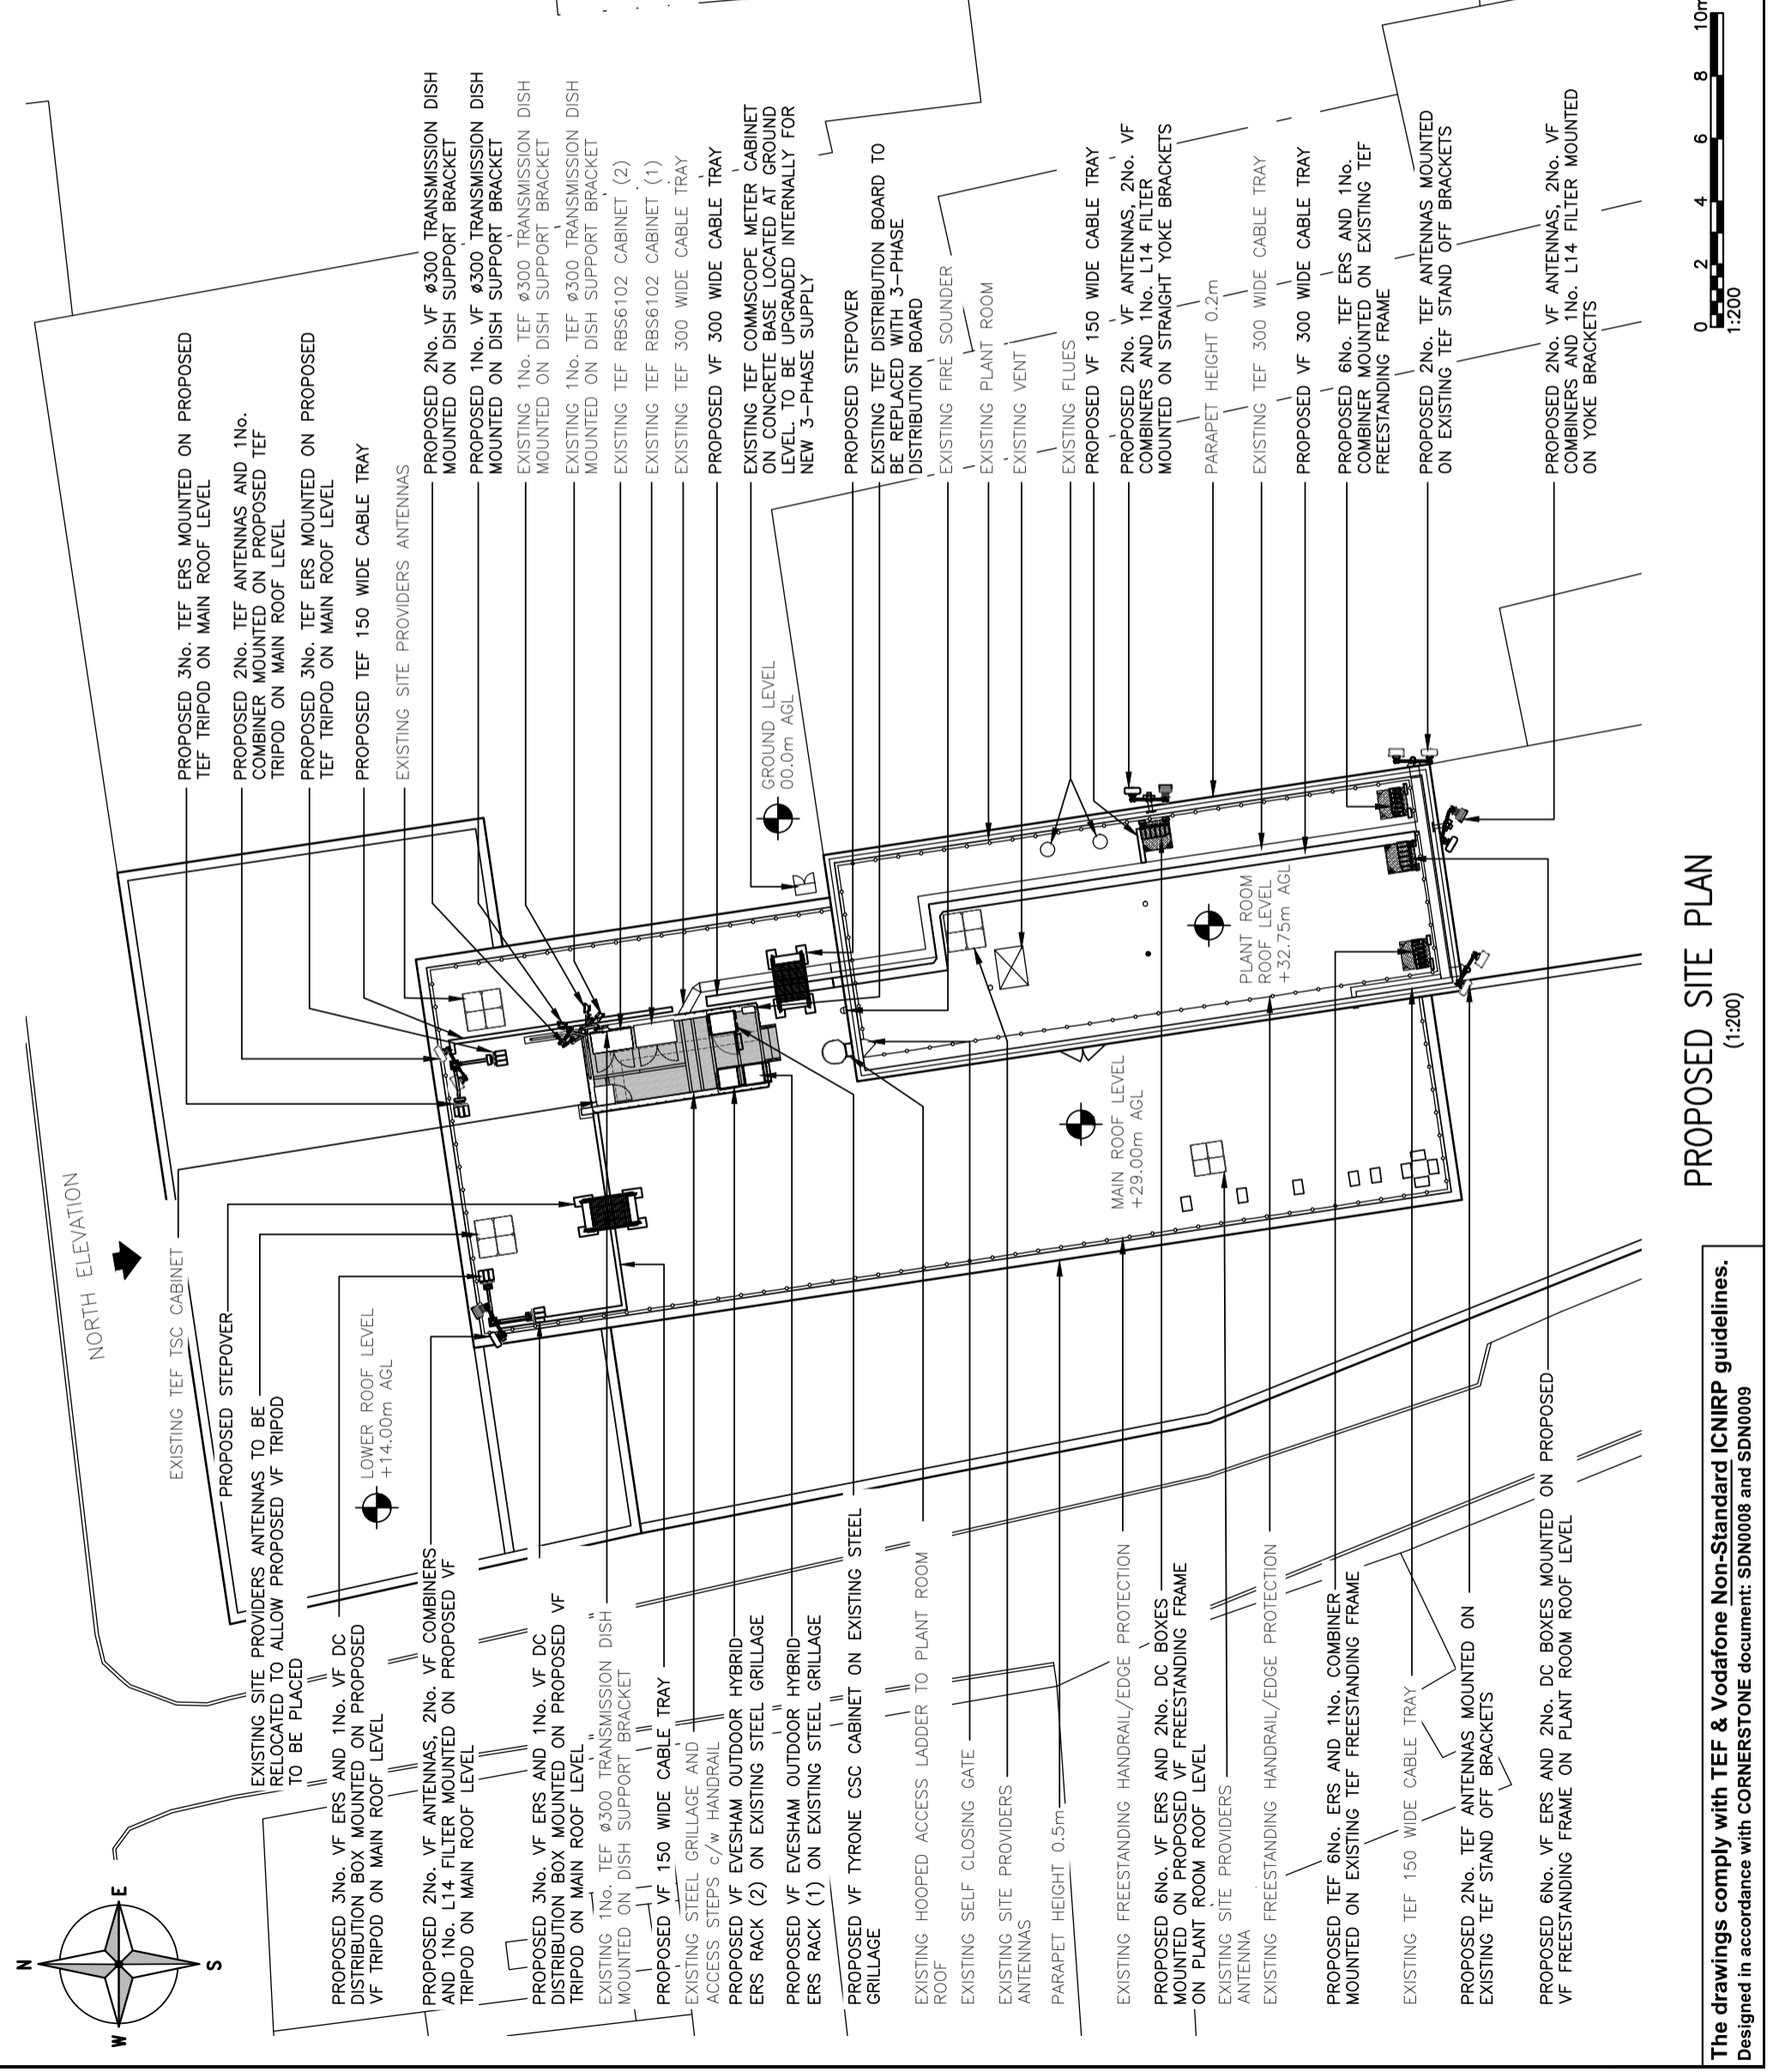 PROPOSED 3No. TEF ERS MOUNTED ON PROPOSED
TEF TRIPOD ON MAIN ROOF LEVEL
PROPOSED 2No. TEF ANTENNAS AND 1No.
COMBINER MOUNTED ON PROPOSED TEF
TRIPOD ON MAIN ROOF LEVEL
PROPOSED 3No. TEF ERS MOUNTED ON PROPOSED
TEF TRIPOD ON MAIN ROOF LEVEL
PROPOSED TEF 150 WIDE CABLE TRAY
EXISTING SITE PROVIDERS ANTENNAS
PROPOSED 2No. VF ø300 TRANSMISSION DISH
MOUNTED ON DISH SUPPORT BRACKET
PROPOSED 1No. VF ø300 TRANSMISSION DISH
MOUNTED ON DISH SUPPORT BRACKET
EXISTING 1No. TEF ø300 TRANSMISSION DISH
MOUNTED ON DISH SUPPORT BRACKET
EXISTING 1No. TEF ø300 TRANSMISSION DISH
MOUNTED ON DISH SUPPORT BRACKET
EXISTING TEF RBS6102 CABINET (2)
EXISTING TEF RBS6102 CABINET (1)
EXISTING TEF 300 WIDE CABLE TRAY
PROPOSED VF 300 WIDE CABLE TRAY
EXISTING TEF COMMSCOPE METER CABINET
ON CONCRETE BASE LOCATED AT GROUND
LEVEL. TO BE UPGRADED INTERNALLY FOR
NEW 3-PHASE SUPPLY
PROPOSED STEPOVER
EXISTING TEF DISTRIBUTION BOARD TO
BE REPLACED WITH 3-PHASE
DISTRIBUTION BOARD
EXISTING FIRE SOUNDER
EXISTING PLANT ROOM
EXISTING VENT
EXISTING FLUES
PROPOSED VF 150 WIDE CABLE TRAY
PROPOSED 2No. VF ANTENNAS, 2No. VF
COMBINERS AND 1No. L14 FILTER
MOUNTED ON STRAIGHT YOKE BRACKETS
PARAPET HEIGHT 0.2m
EXISTING TEF 300 WIDE CABLE TRAY
PROPOSED VF 300 WIDE CABLE TRAY
PROPOSED 6No. TEF ERS AND 1No.
COMBINER MOUNTED ON EXISTING TEF
FREESTANDING FRAME
PROPOSED 2No. TEF ANTENNAS MOUNTED
ON EXISTING TEF STAND OFF BRACKETS
PROPOSED 2No. VF ANTENNAS, 2No. VF
COMBINERS AND 1No. L14 FILTER MOUNTED
ON YOKE BRACKETS
GROUND LEVEL
00.0m AGL
PLANT ROOM
ROOF LEVEL
+32.75m AGL
MAIN ROOF LEVEL
+29.00m AGL
LOWER ROOF LEVEL
+14.00m AGL
NORTH ELEVATION
EXISTING TEF TSC CABINET
PROPOSED STEPOVER
EXISTING SITE PROVIDERS ANTENNAS TO BE
RELOCATED TO ALLOW PROPOSED VF TRIPOD
TO BE PLACED
PROPOSED 3No. VF ERS AND 1No. VF DC
DISTRIBUTION BOX MOUNTED ON PROPOSED
VF TRIPOD ON MAIN ROOF LEVEL
PROPOSED 2No. VF ANTENNAS, 2No. VF COMBINERS
AND 1No. L14 FILTER MOUNTED ON PROPOSED VF
TRIPOD ON MAIN ROOF LEVEL
PROPOSED 3No. VF ERS AND 1No. VF DC
DISTRIBUTION BOX MOUNTED ON PROPOSED VF
TRIPOD ON MAIN ROOF LEVEL
EXISTING 1No. TEF ø300 TRANSMISSION DISH
MOUNTED ON DISH SUPPORT BRACKET
PROPOSED VF 150 WIDE CABLE TRAY
EXISTING STEEL GRILLAGE AND
ACCESS STEPS c/w HANDRAIL
PROPOSED VF EVESHAM OUTDOOR HYBRID
ERS RACK (2) ON EXISTING STEEL GRILLAGE
PROPOSED VF EVESHAM OUTDOOR HYBRID
ERS RACK (1) ON EXISTING STEEL GRILLAGE
PROPOSED VF TYRONE CSC CABINET ON EXISTING STEEL
GRILLAGE
EXISTING HOOPED ACCESS LADDER TO PLANT ROOM
ROOF
EXISTING SELF CLOSING GATE
EXISTING SITE PROVIDERS
ANTENNAS
PARAPET HEIGHT 0.5m
EXISTING FREESTANDING HANDRAIL/EDGE PROTECTION
PROPOSED 6No. VF ERS AND 2No. DC BOXES
MOUNTED ON PROPOSED VF FREESTANDING FRAME
ON PLANT ROOM ROOF LEVEL
EXISTING SITE PROVIDERS
ANTENNA
EXISTING FREESTANDING HANDRAIL/EDGE PROTECTION
PROPOSED TEF 6No. ERS AND 1No. COMBINER
MOUNTED ON EXISTING TEF FREESTANDING FRAME
EXISTING TEF 150 WIDE CABLE TRAY
PROPOSED 2No. TEF ANTENNAS MOUNTED ON
EXISTING TEF STAND OFF BRACKETS
PROPOSED 6No. VF ERS AND 2No. DC BOXES MOUNTED ON PROPOSED
VF FREESTANDING FRAME ON PLANT ROOM ROOF LEVEL
N
E
S
W
PROPOSED SITE PLAN
(1:200)
0 2 4 6 8 10m
1:200
The drawings comply with TEF & Vodafone Non-Standard ICNIRP guidelines.
Designed in accordance with CORNERSTONE document: SDN0008 and SDN0009